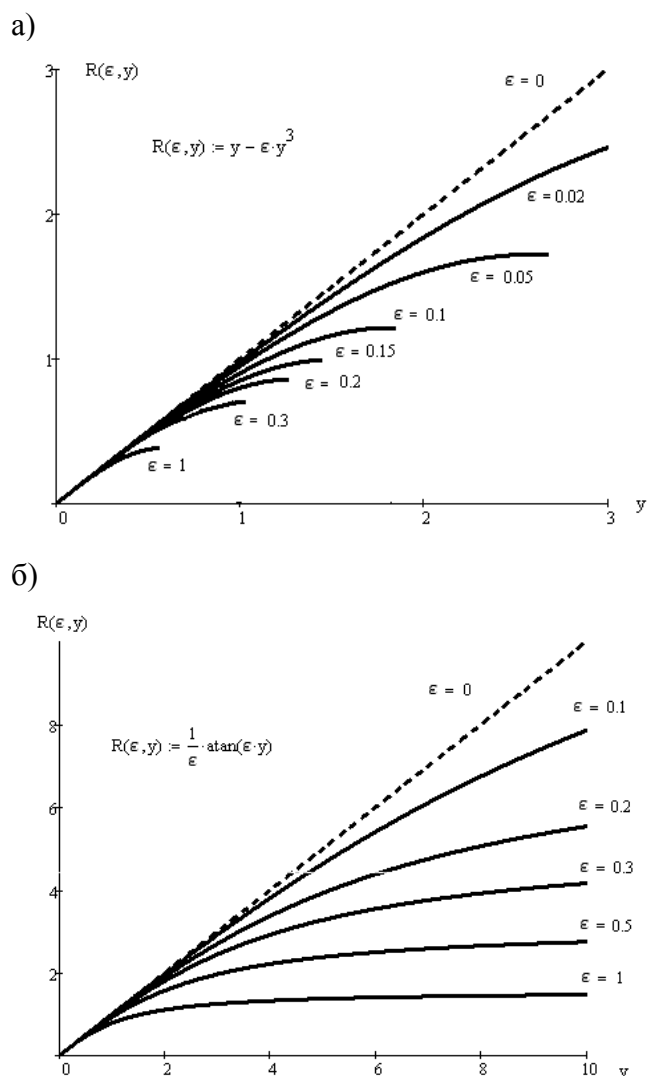 а)
R(ε,y)
3
ε = 0
R(ε,y) := y − ε·y³
ε = 0.02
2
ε = 0.05
ε = 0.1
ε = 0.15
1
ε = 0.2
ε = 0.3
ε = 1
0 1 2 3 y
б)
R(ε,y)
ε = 0
ε = 0.1
8
R(ε,y) := 1/ε ·atan(ε·y)
6
ε = 0.2
ε = 0.3
4
ε = 0.5
2
ε = 1
0 2 4 6 8 10 y